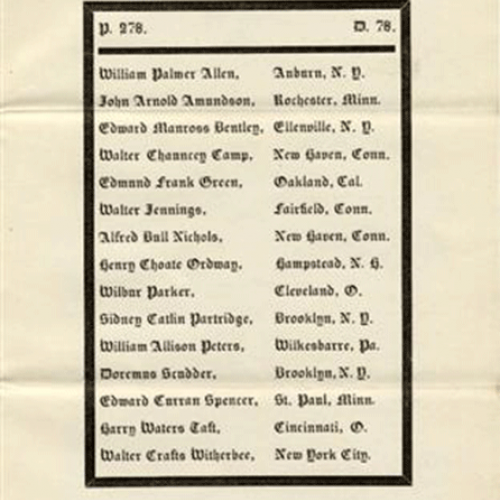 P. 278. D. 78.
William Palmer Allen, Auburn, N. Y.
John Arnold Amundson, Rochester, Minn.
Edward Manross Bentley, Ellenville, N. Y.
Walter Chauncey Camp, New Haven, Conn.
Edmund Frank Green, Oakland, Cal.
Walter Jennings, Fairfield, Conn.
Alfred Bull Nichols, New Haven, Conn.
Henry Choate Ordway, Hampstead, N. H.
Wilbur Parker, Cleveland, O.
Sidney Catlin Partridge, Brooklyn, N. Y.
William Allison Peters, Wilkesbarre, Pa.
Doremus Scudder, Brooklyn, N. Y.
Edward Curran Spencer, St. Paul, Minn.
Harry Waters Taft, Cincinnati, O.
Walter Crafts Witherbee, New York City.